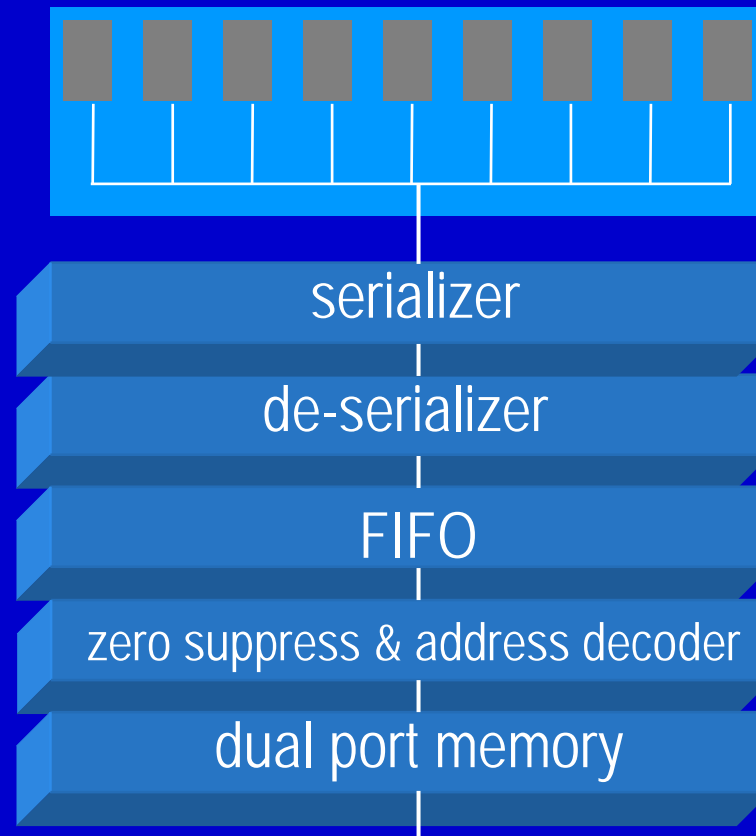 serializer
de-serializer
FIFO
zero suppress & address decoder
dual port memory